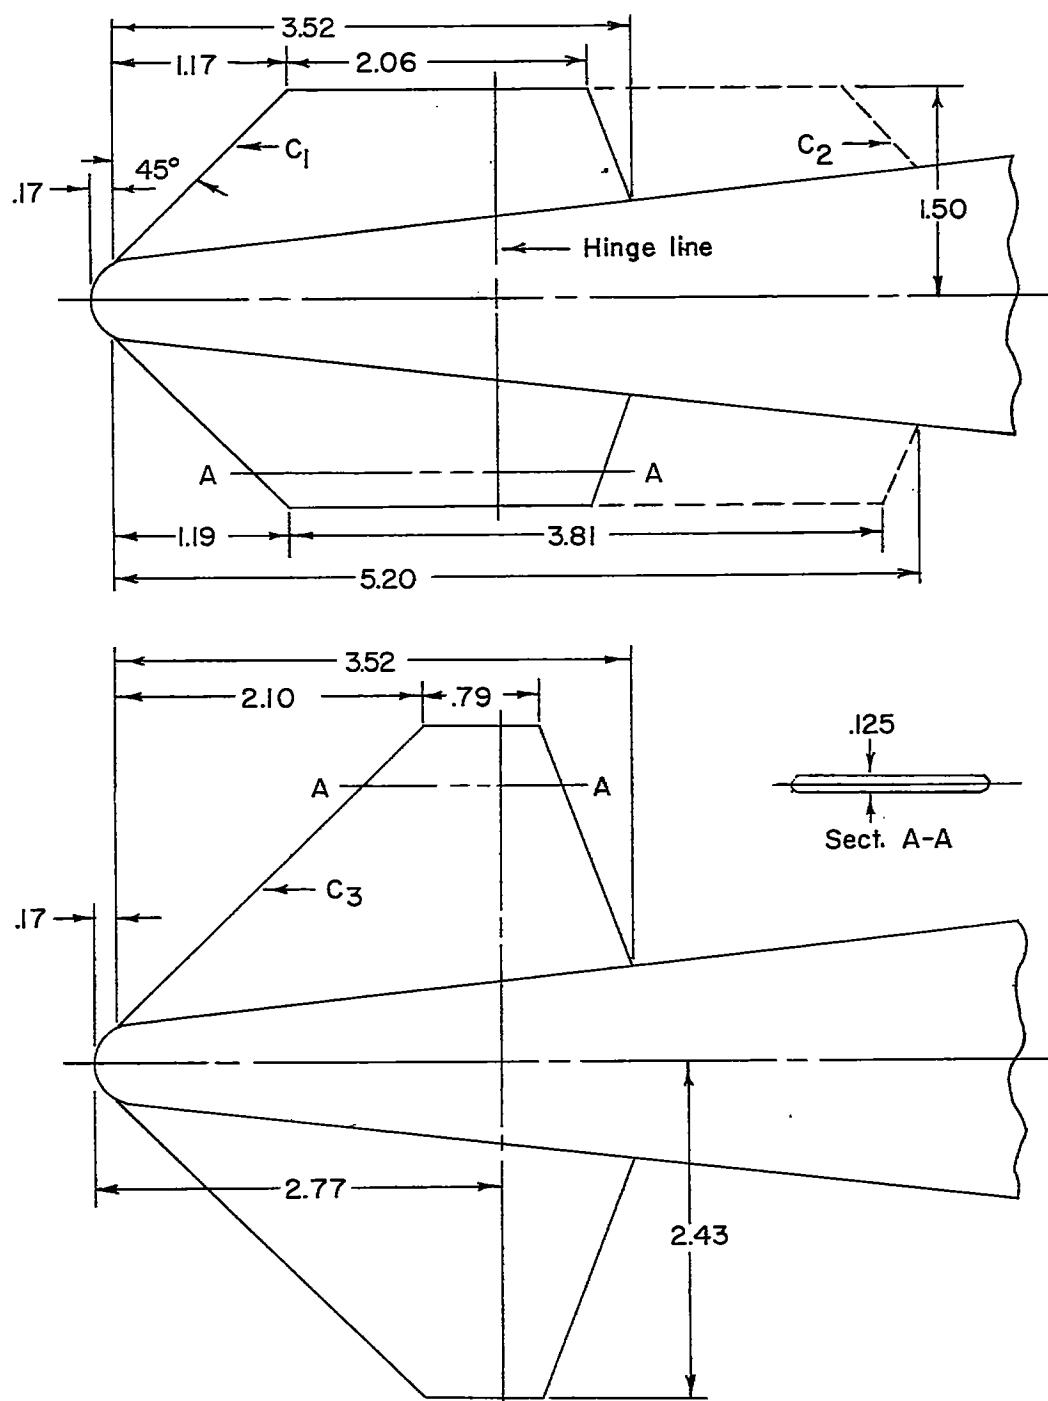 3.52
1.17
2.06
C1
C2
45°
.17
1.50
Hinge line
A
A
1.19
3.81
5.20
3.52
2.10
.79
.125
A
A
Sect. A-A
C3
.17
2.77
2.43